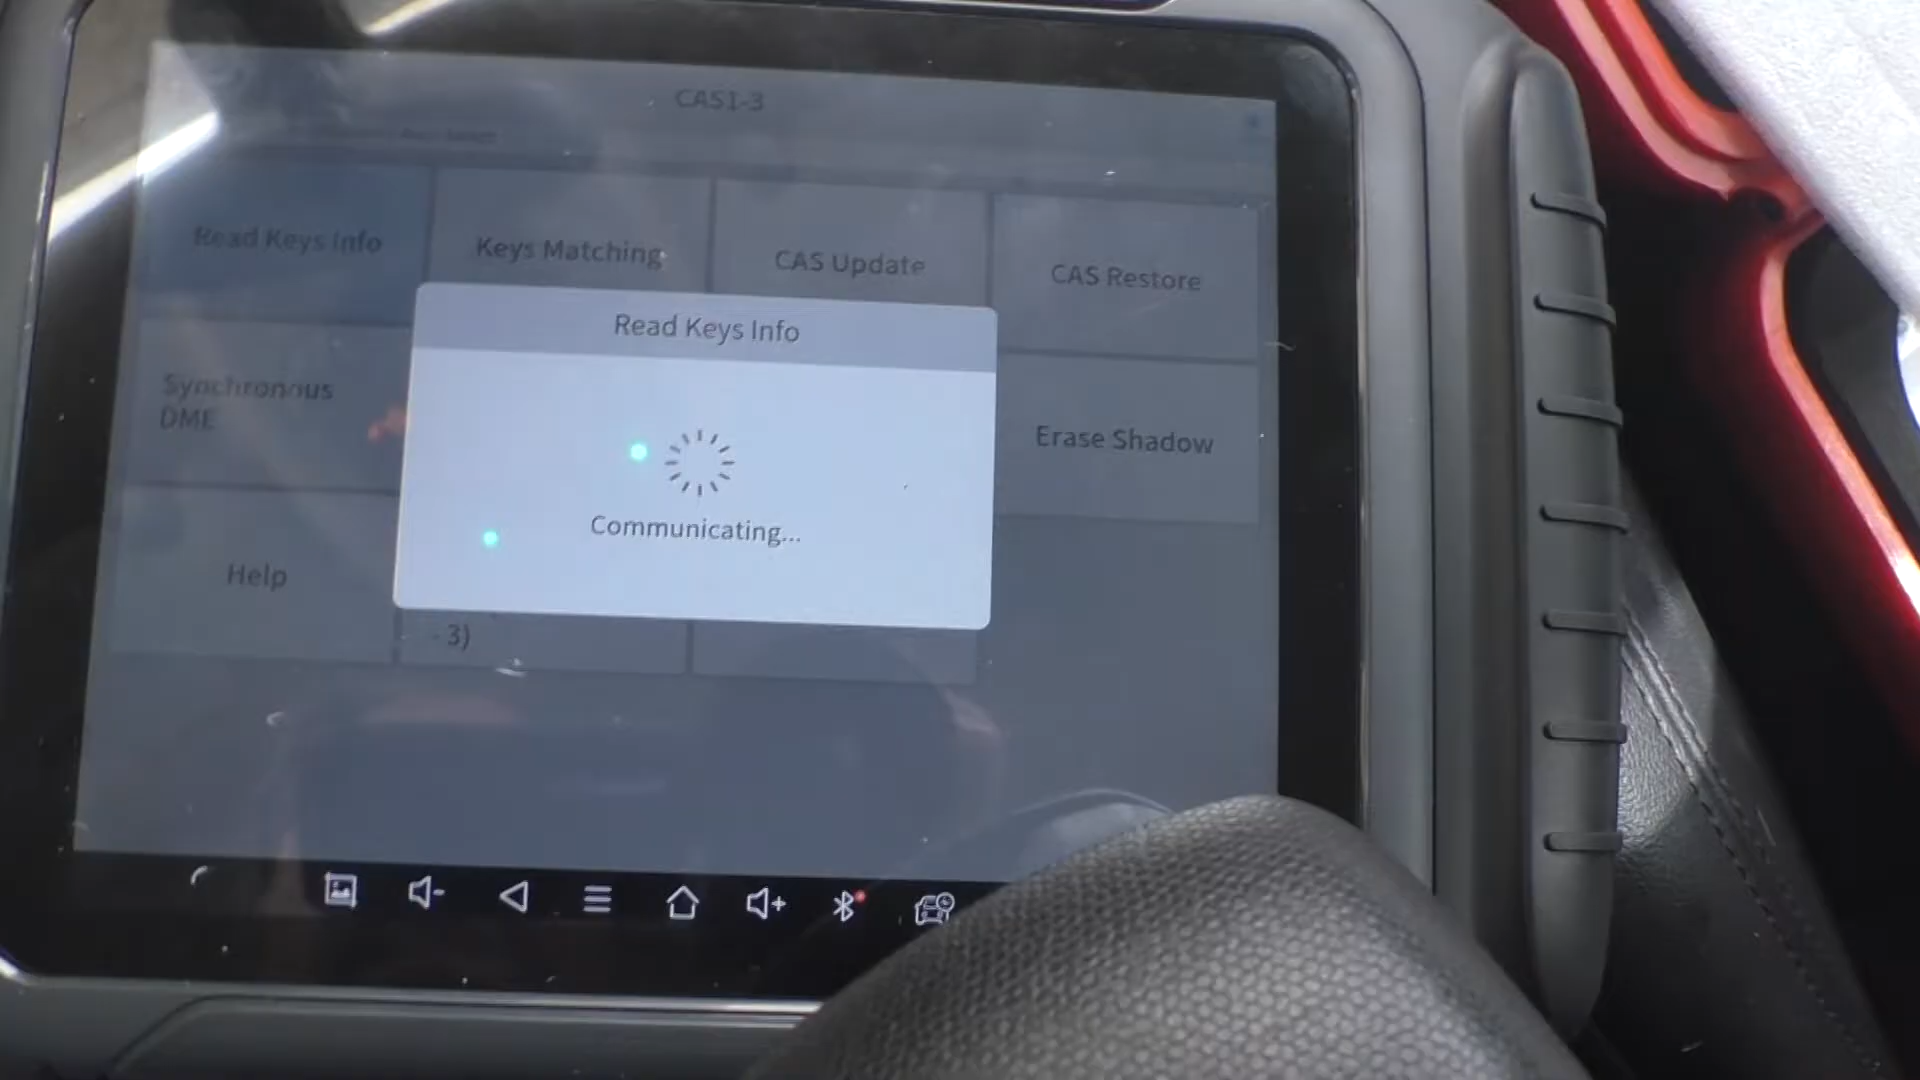 CAS1-3
Read Keys Info
Keys Matching
CAS Update
CAS Restore
Read Keys Info
Synchronous
DME
Erase Shadow
Communicating...
Help
- 3)